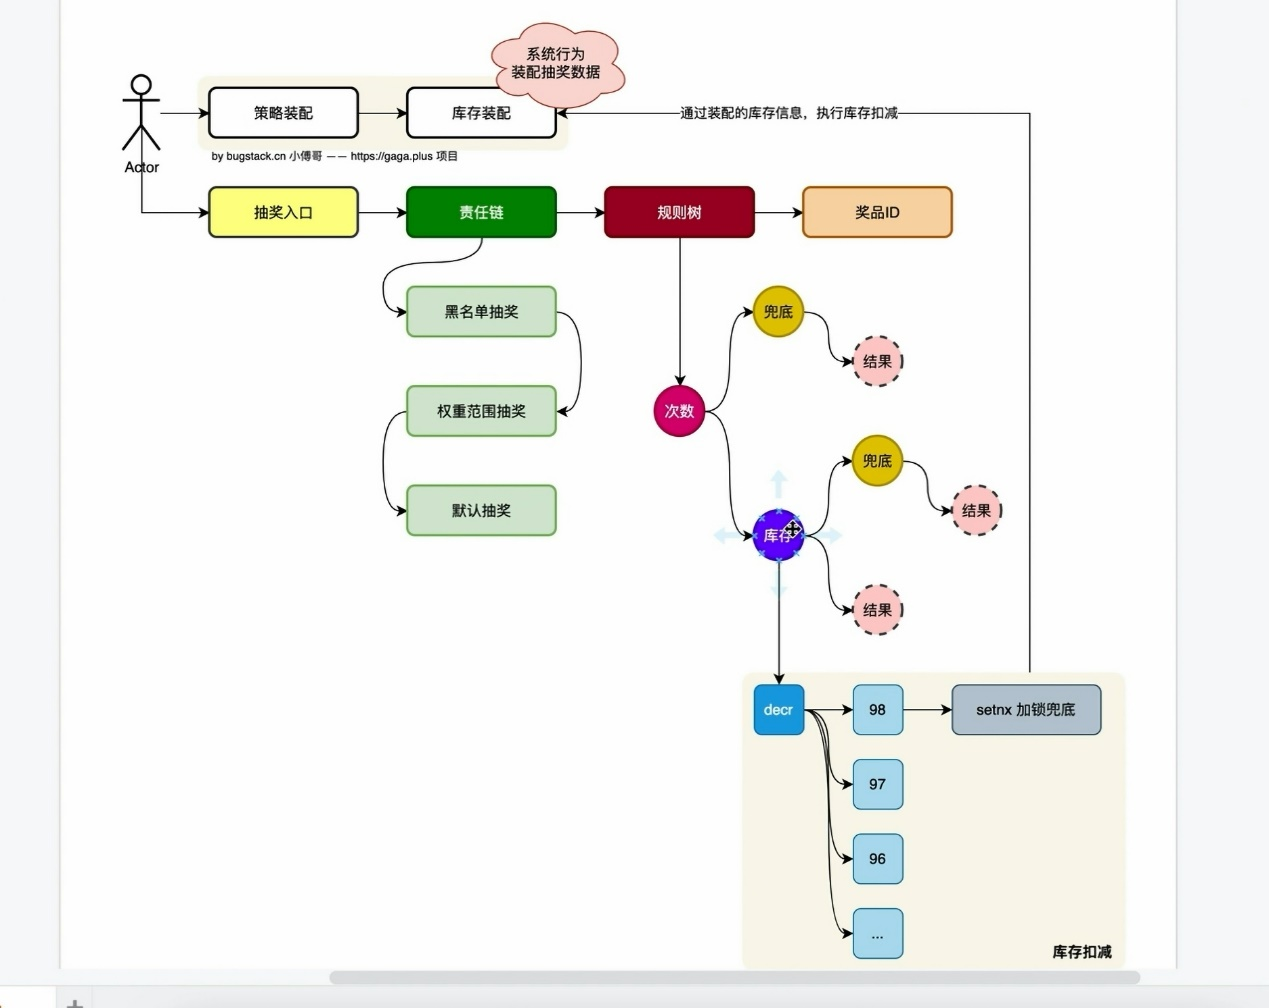 系统行为
装配抽奖数据
策略装配
库存装配
通过装配的库存信息，执行库存扣减
by bugstack.cn 小傅哥 —— https://gaga.plus 项目
Actor
抽奖入口
责任链
规则树
奖品ID
黑名单抽奖
兜底
结果
权重范围抽奖
次数
兜底
默认抽奖
结果
库存
结果
decr
98
setnx 加锁兜底
97
96
...
库存扣减